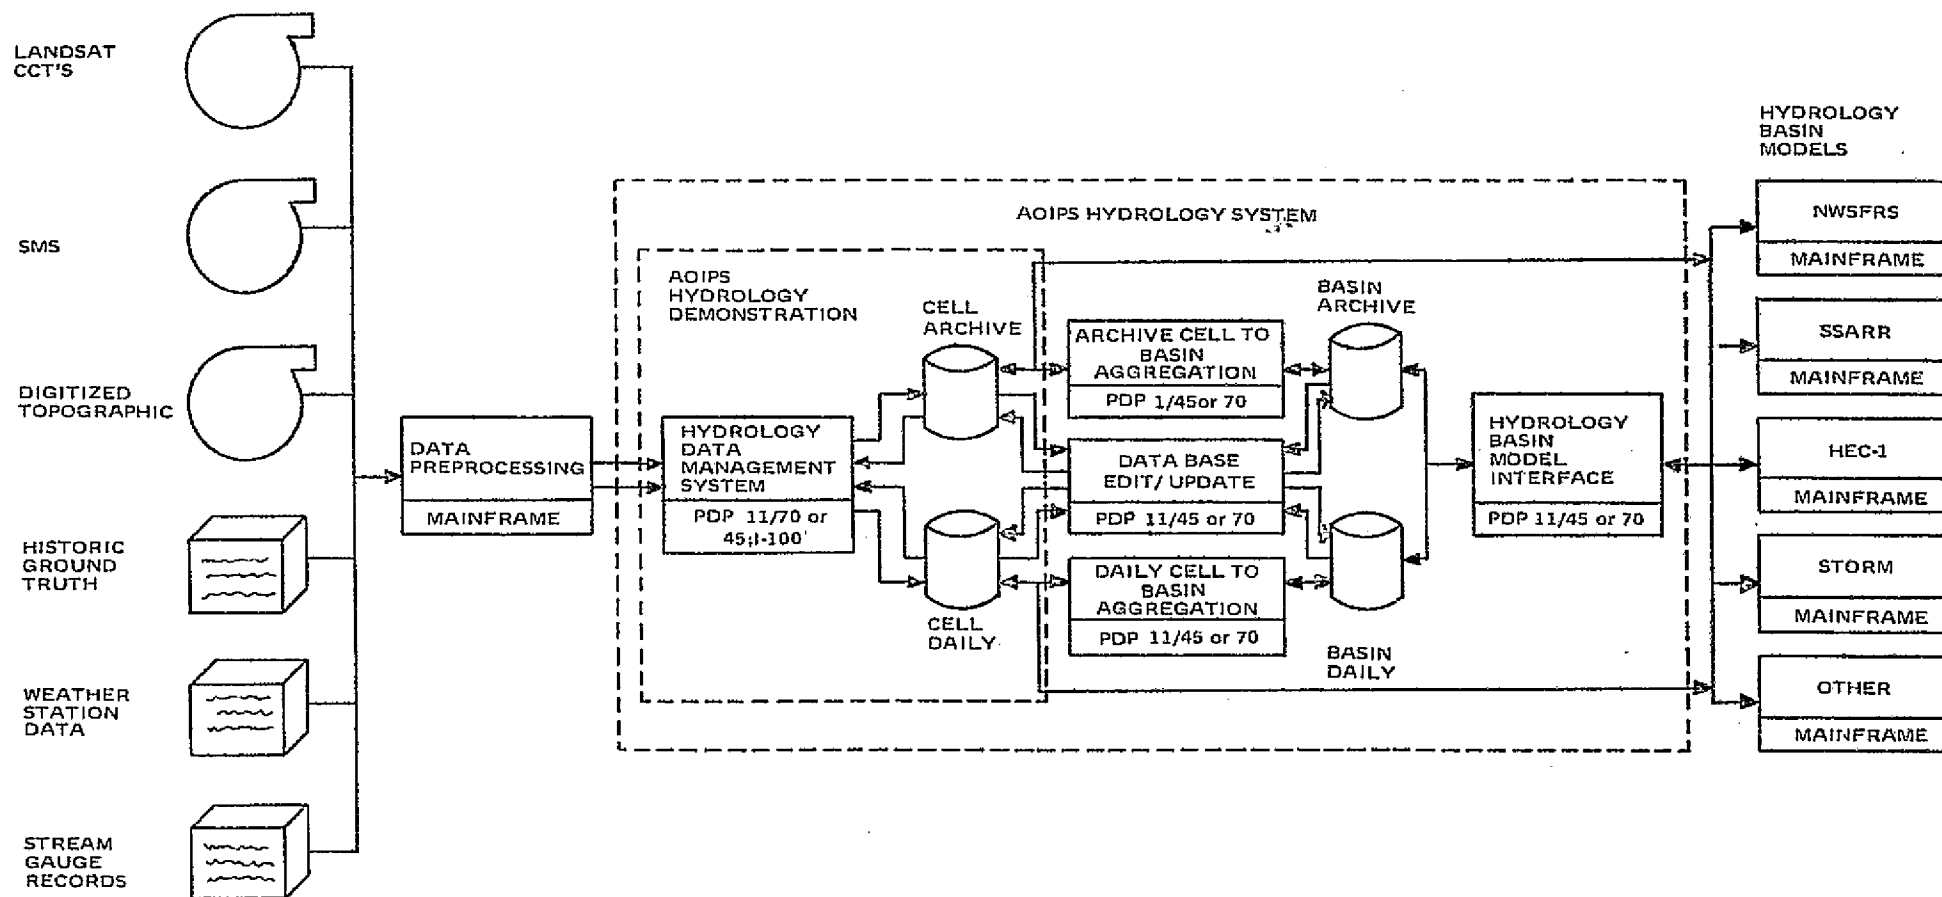 LANDSAT
CCT'S
SMS
DIGITIZED
TOPOGRAPHIC
HISTORIC
GROUND
TRUTH
WEATHER
STATION
DATA
STREAM
GAUGE
RECORDS
DATA
PREPROCESSING
MAINFRAME
AOIPS HYDROLOGY SYSTEM
AOIPS
HYDROLOGY
DEMONSTRATION
HYDROLOGY
DATA
MANAGEMENT
SYSTEM
PDP 11/70 or
45;I-100
CELL
ARCHIVE
CELL
DAILY
ARCHIVE CELL TO
BASIN
AGGREGATION
PDP 1/45or 70
DATA BASE
EDIT/ UPDATE
PDP 11/45 or 70
DAILY CELL TO
BASIN
AGGREGATION
PDP 11/45 or 70
BASIN
ARCHIVE
BASIN
DAILY
HYDROLOGY
BASIN
MODEL
INTERFACE
PDP 11/45 or 70
HYDROLOGY
BASIN
MODELS
NWSFRS
MAINFRAME
SSARR
MAINFRAME
HEC-1
MAINFRAME
STORM
MAINFRAME
OTHER
MAINFRAME